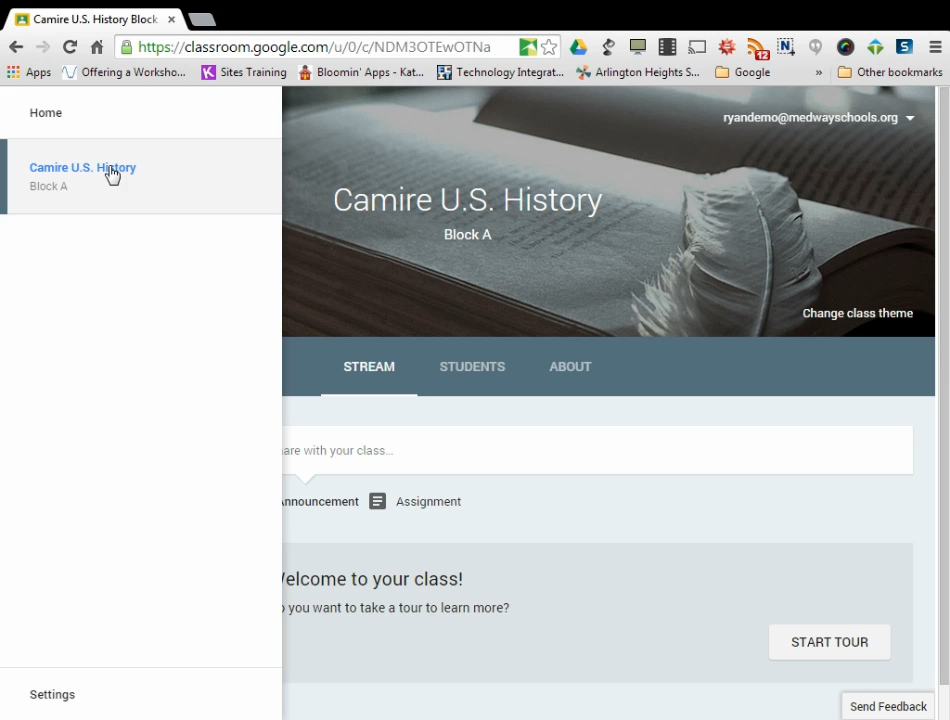 Camire U.S. History Block
https://classroom.google.com/u/0/c/NDM3OTEwOTNa
12
Apps Offering a Worksho... Sites Training Bloomin' Apps - Kat... Technology Integrat... Arlington Heights S... Google » Other bookmarks
Home
Camire U.S. History
Block A
Settings
ryandemo@medwayschools.org
Camire U.S. History
Block A
Change class theme
STREAM STUDENTS ABOUT
are with your class...
nnouncement Assignment
elcome to your class!
you want to take a tour to learn more?
START TOUR
Send Feedback